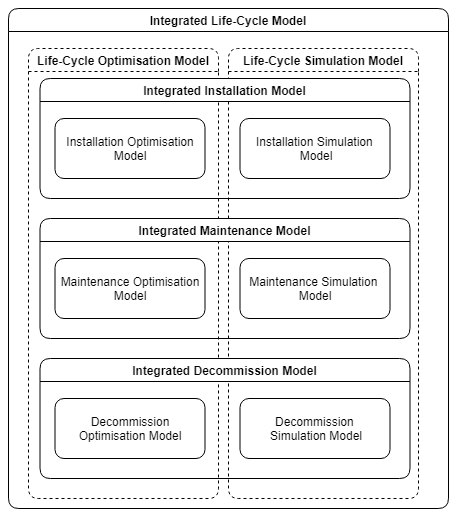 Integrated Life-Cycle Model
Life-Cycle Optimisation Model
Life-Cycle Simulation Model
Integrated Installation Model
Installation Optimisation
Model
Installation Simulation
Model
Integrated Maintenance Model
Maintenance Optimisation
Model
Maintenance Simulation
Model
Integrated Decommission Model
Decommission
Optimisation Model
Decommission
Simulation Model